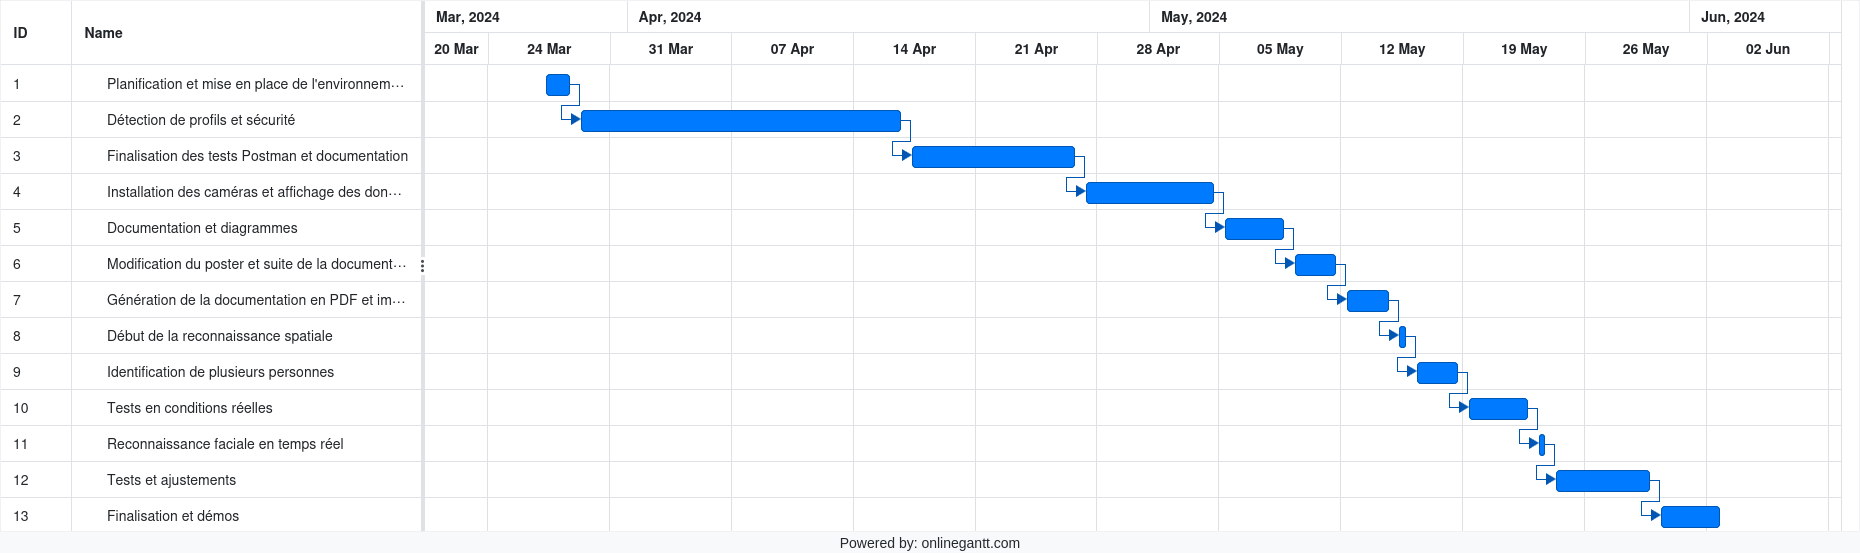 ID Name Mar, 2024 Apr, 2024 May, 2024 Jun, 2024
20 Mar 24 Mar 31 Mar 07 Apr 14 Apr 21 Apr 28 Apr 05 May 12 May 19 May 26 May 02 Jun
1 Planification et mise en place de l'environnem···
2 Détection de profils et sécurité
3 Finalisation des tests Postman et documentation
4 Installation des caméras et affichage des don···
5 Documentation et diagrammes
6 Modification du poster et suite de la document···
7 Génération de la documentation en PDF et im···
8 Début de la reconnaissance spatiale
9 Identification de plusieurs personnes
10 Tests en conditions réelles
11 Reconnaissance faciale en temps réel
12 Tests et ajustements
13 Finalisation et démos
Powered by: onlinegantt.com